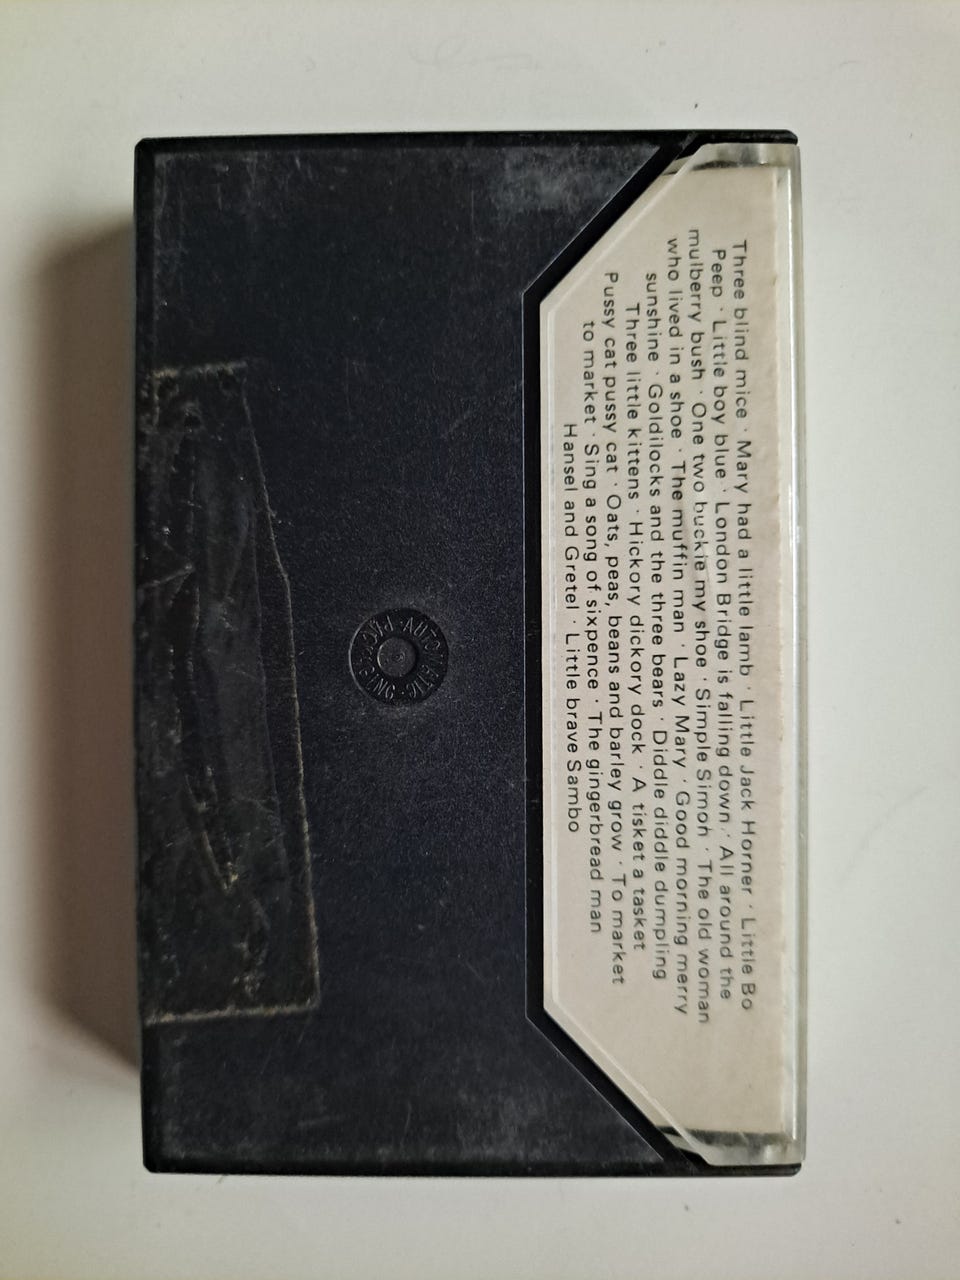 Three blind mice · Mary had a little lamb · Little Jack Horner · Little Bo
Peep · Little boy blue · London Bridge is falling down · All around the
mulberry bush · One two buckle my shoe · Simple Simon · The old woman
who lived in a shoe · The muffin man · Lazy Mary · Good morning merry
sunshine · Goldilocks and the three bears · Diddle diddle dumpling
Three little kittens · Hickory dickory dock · A tisket a tasket
Pussy cat pussy cat · Oats, peas, beans and barley grow · To market
to market · Sing a song of sixpence · The gingerbread man
Hansel and Gretel · Little brave Sambo
AUTOMATIC